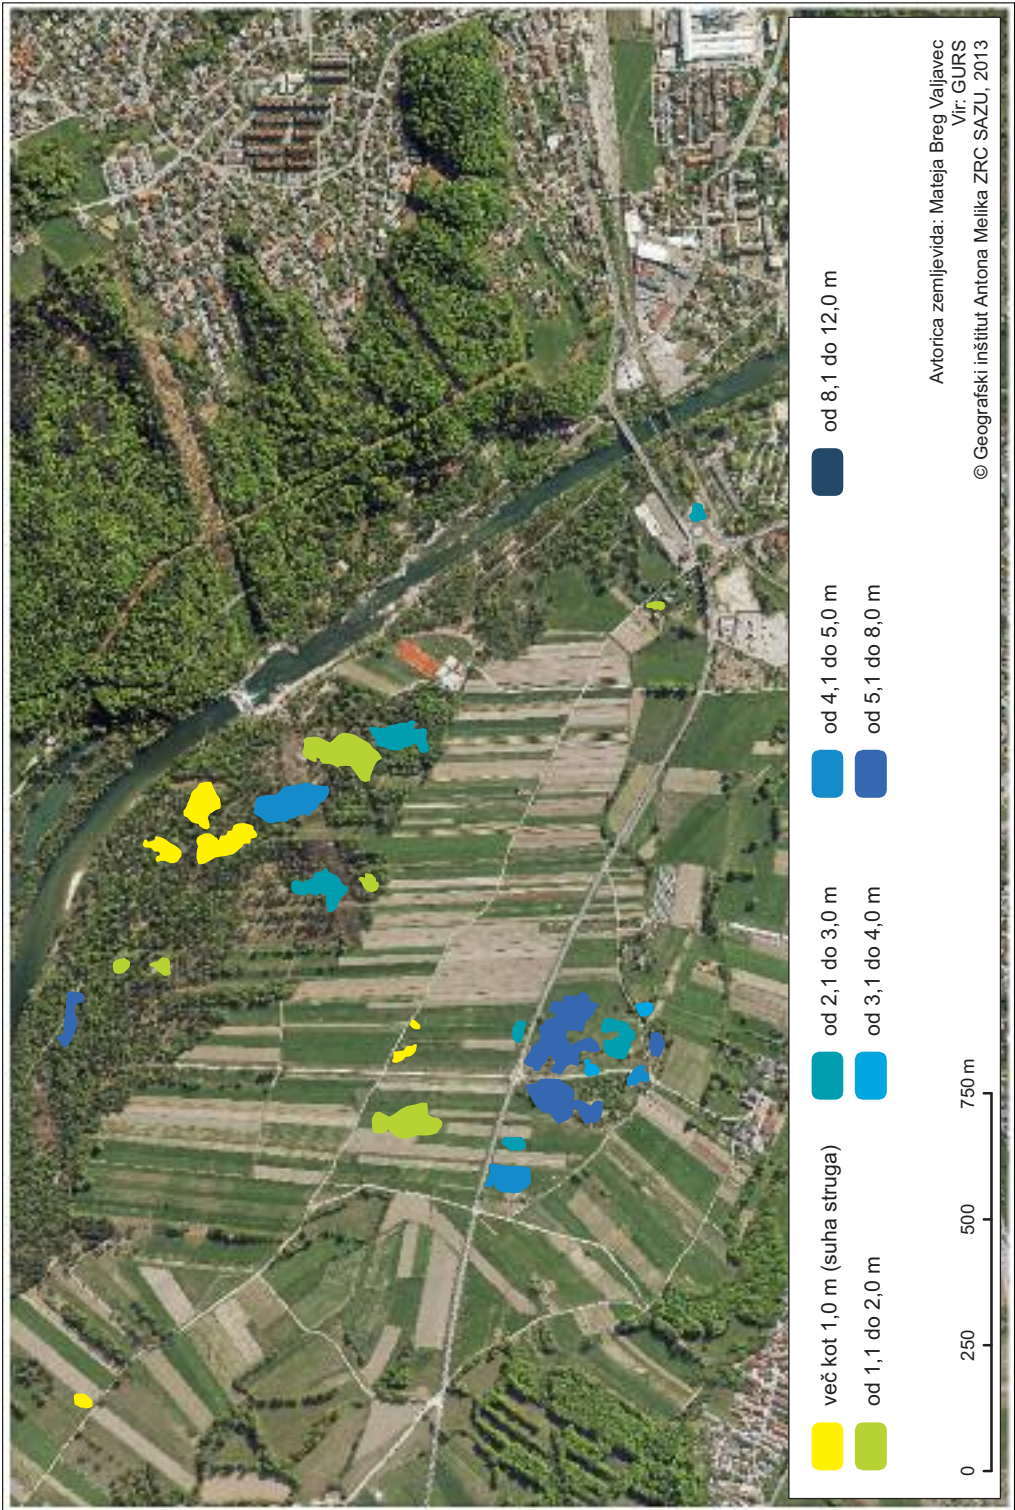 več kot 1,0 m (suha struga)
od 1,1 do 2,0 m
od 2,1 do 3,0 m
od 3,1 do 4,0 m
od 4,1 do 5,0 m
od 5,1 do 8,0 m
od 8,1 do 12,0 m
0 250 500 750 m
Avtorica zemljevida: Mateja Breg Valjavec
Vir: GURS
© Geografski inštitut Antona Melika ZRC SAZU, 2013